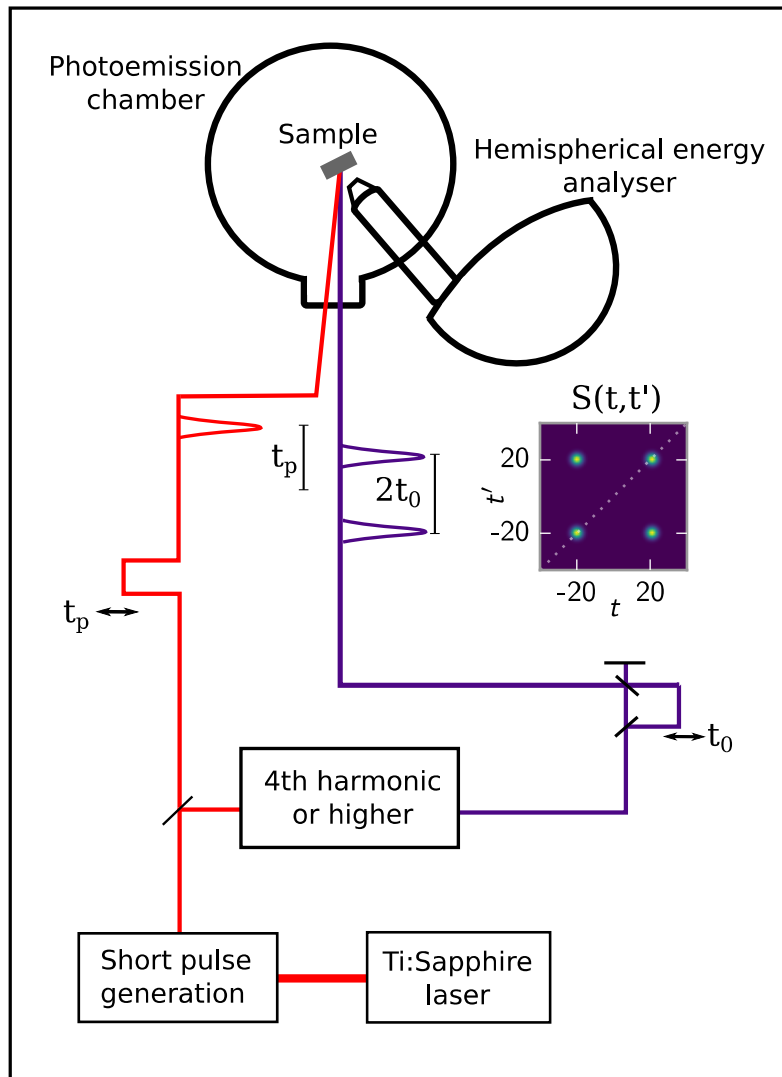 Photoemission
chamber
Sample
Hemispherical energy
analyser
S(t,t')
t_p
2t_0
t'
20
-20
-20 20
t
t_p
t_0
4th harmonic
or higher
Short pulse
generation
Ti:Sapphire
laser